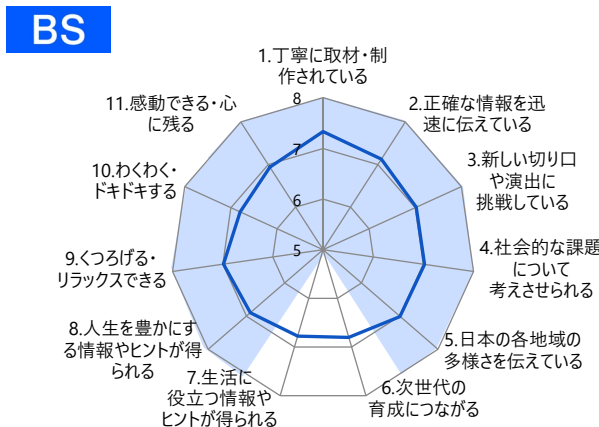 BS
1.丁寧に取材・制
作されている
2.正確な情報を迅
速に伝えている
3.新しい切り口
や演出に
挑戦している
4.社会的な課題
について
考えさせられる
5.日本の各地域の
多様さを伝えている
6.次世代の
育成につながる
7.生活に
役立つ情報や
ヒントが得られる
8.人生を豊かにす
る情報やヒントが得
られる
9.くつろげる・
リラックスできる
10.わくわく・
ドキドキする
11.感動できる・心
に残る
8
7
6
5